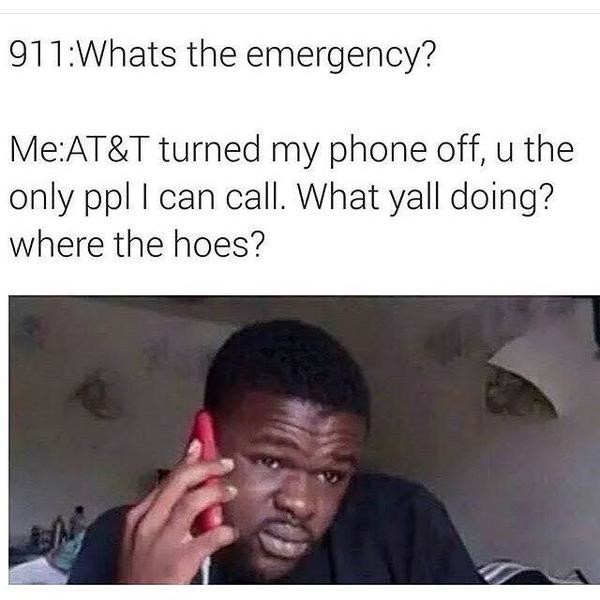 911:Whats the emergency?
Me:AT&T turned my phone off, u the
only ppl I can call. What yall doing?
where the hoes?